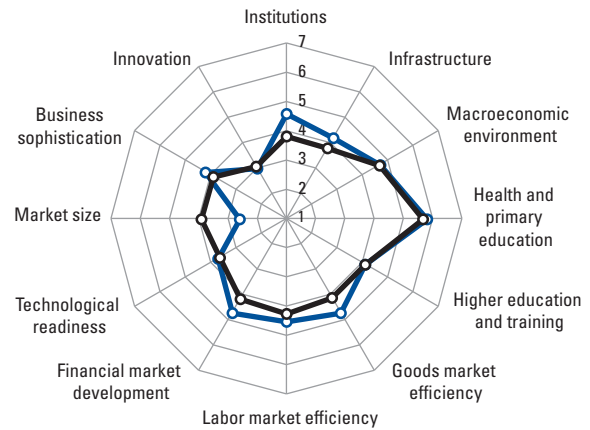 Institutions
7
Innovation
Infrastructure
6
5
Business
sophistication
Macroeconomic
environment
4
3
2
Market size
1
Health and
primary
education
Technological
readiness
Higher education
and training
Financial market
development
Goods market
efficiency
Labor market efficiency